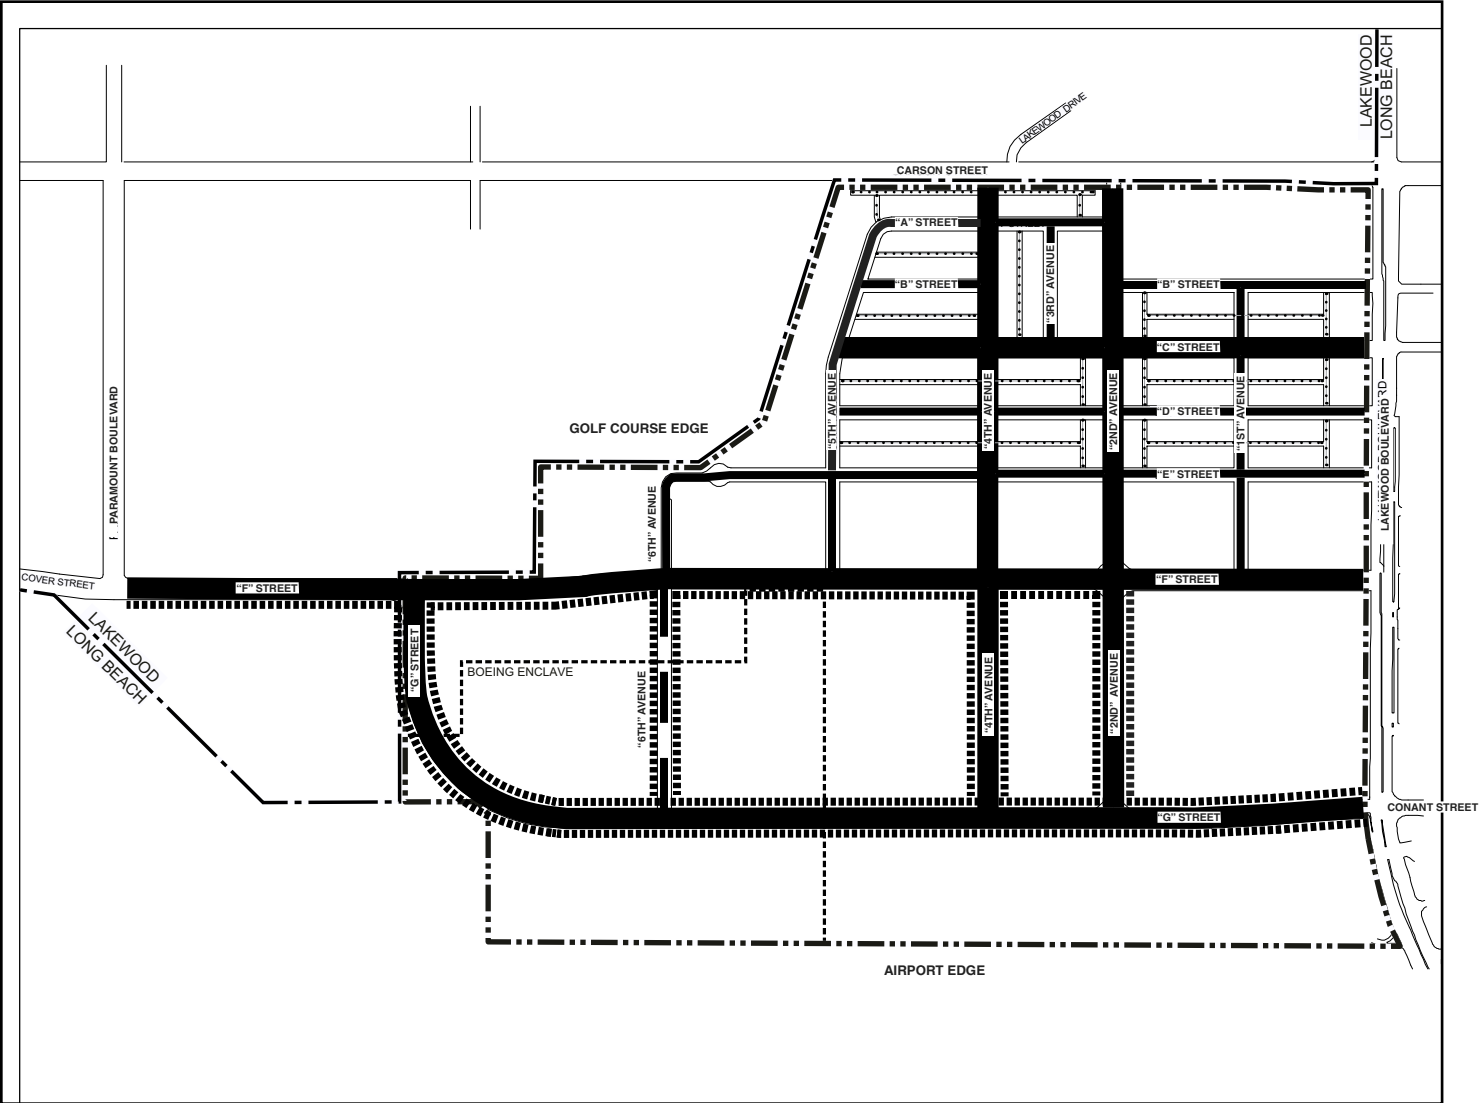 LAKEWOOD
LONG BEACH
LAKEWOOD DRIVE
CARSON STREET
"A" STREET
"B" STREET
"3RD" AVENUE
"B" STREET
"C" STREET
PARAMOUNT BOULEVARD
"5TH" AVENUE
"4TH" AVENUE
"2ND" AVENUE
"D" STREET
"1ST" AVENUE
LAKEWOOD BOULEVARD
GOLF COURSE EDGE
"E" STREET
"6TH" AVENUE
COVER STREET
"F" STREET
"F" STREET
LAKEWOOD
LONG BEACH
"G" STREET
BOEING ENCLAVE
"6TH" AVENUE
"4TH" AVENUE
"2ND" AVENUE
"G" STREET
CONANT STREET
AIRPORT EDGE